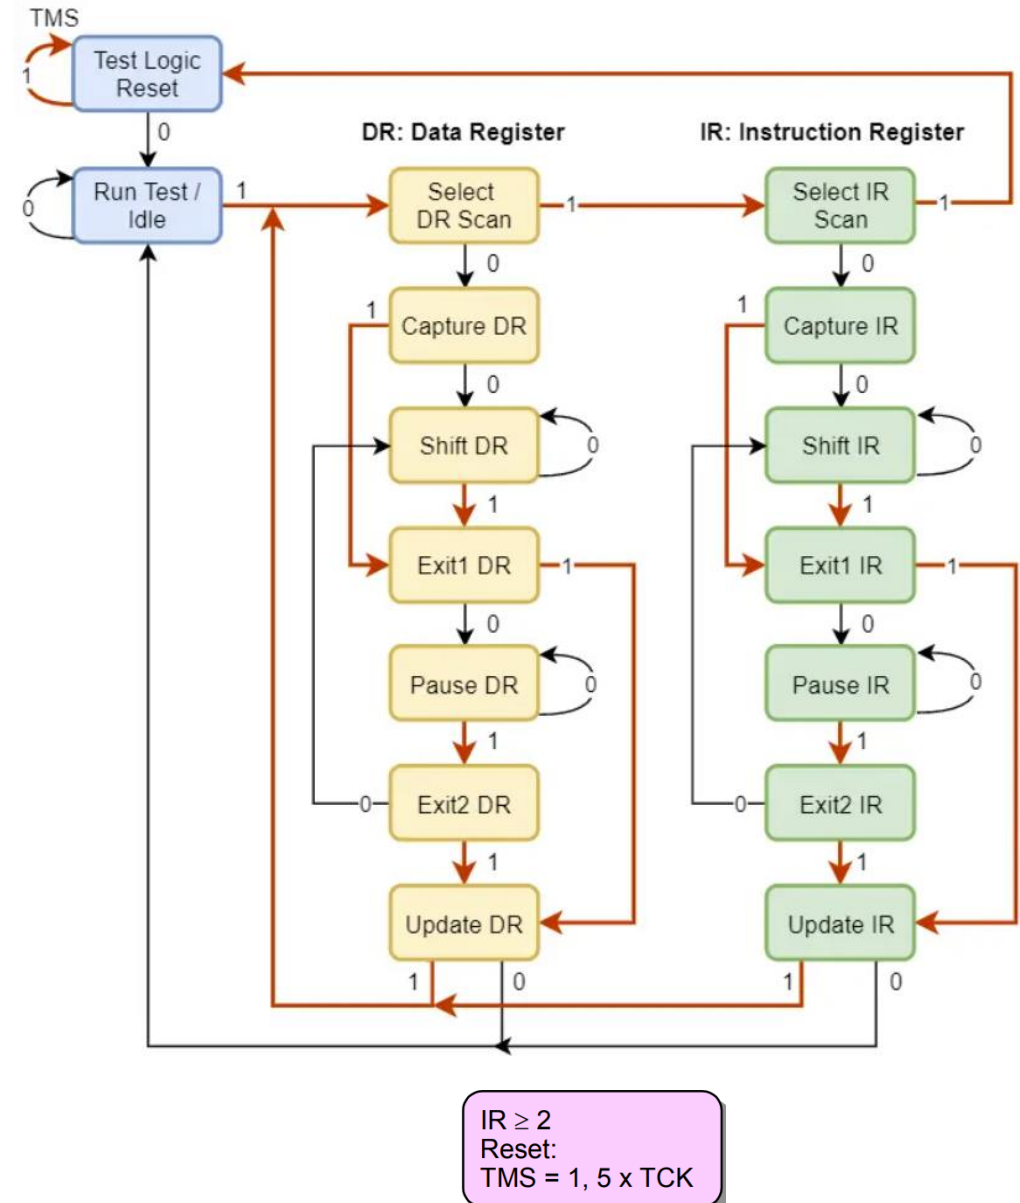 TMS
Test Logic
Reset
1
0
DR: Data Register
IR: Instruction Register
Run Test /
Idle
0
1
Select
DR Scan
1
Select IR
Scan
1
0
0
1
Capture DR
1
Capture IR
0
0
Shift DR
0
Shift IR
0
1
1
Exit1 DR
1
Exit1 IR
1
0
0
Pause DR
0
Pause IR
0
1
1
0
Exit2 DR
0
Exit2 IR
1
1
Update DR
Update IR
1
0
1
0
IR ≥ 2
Reset:
TMS = 1, 5 x TCK